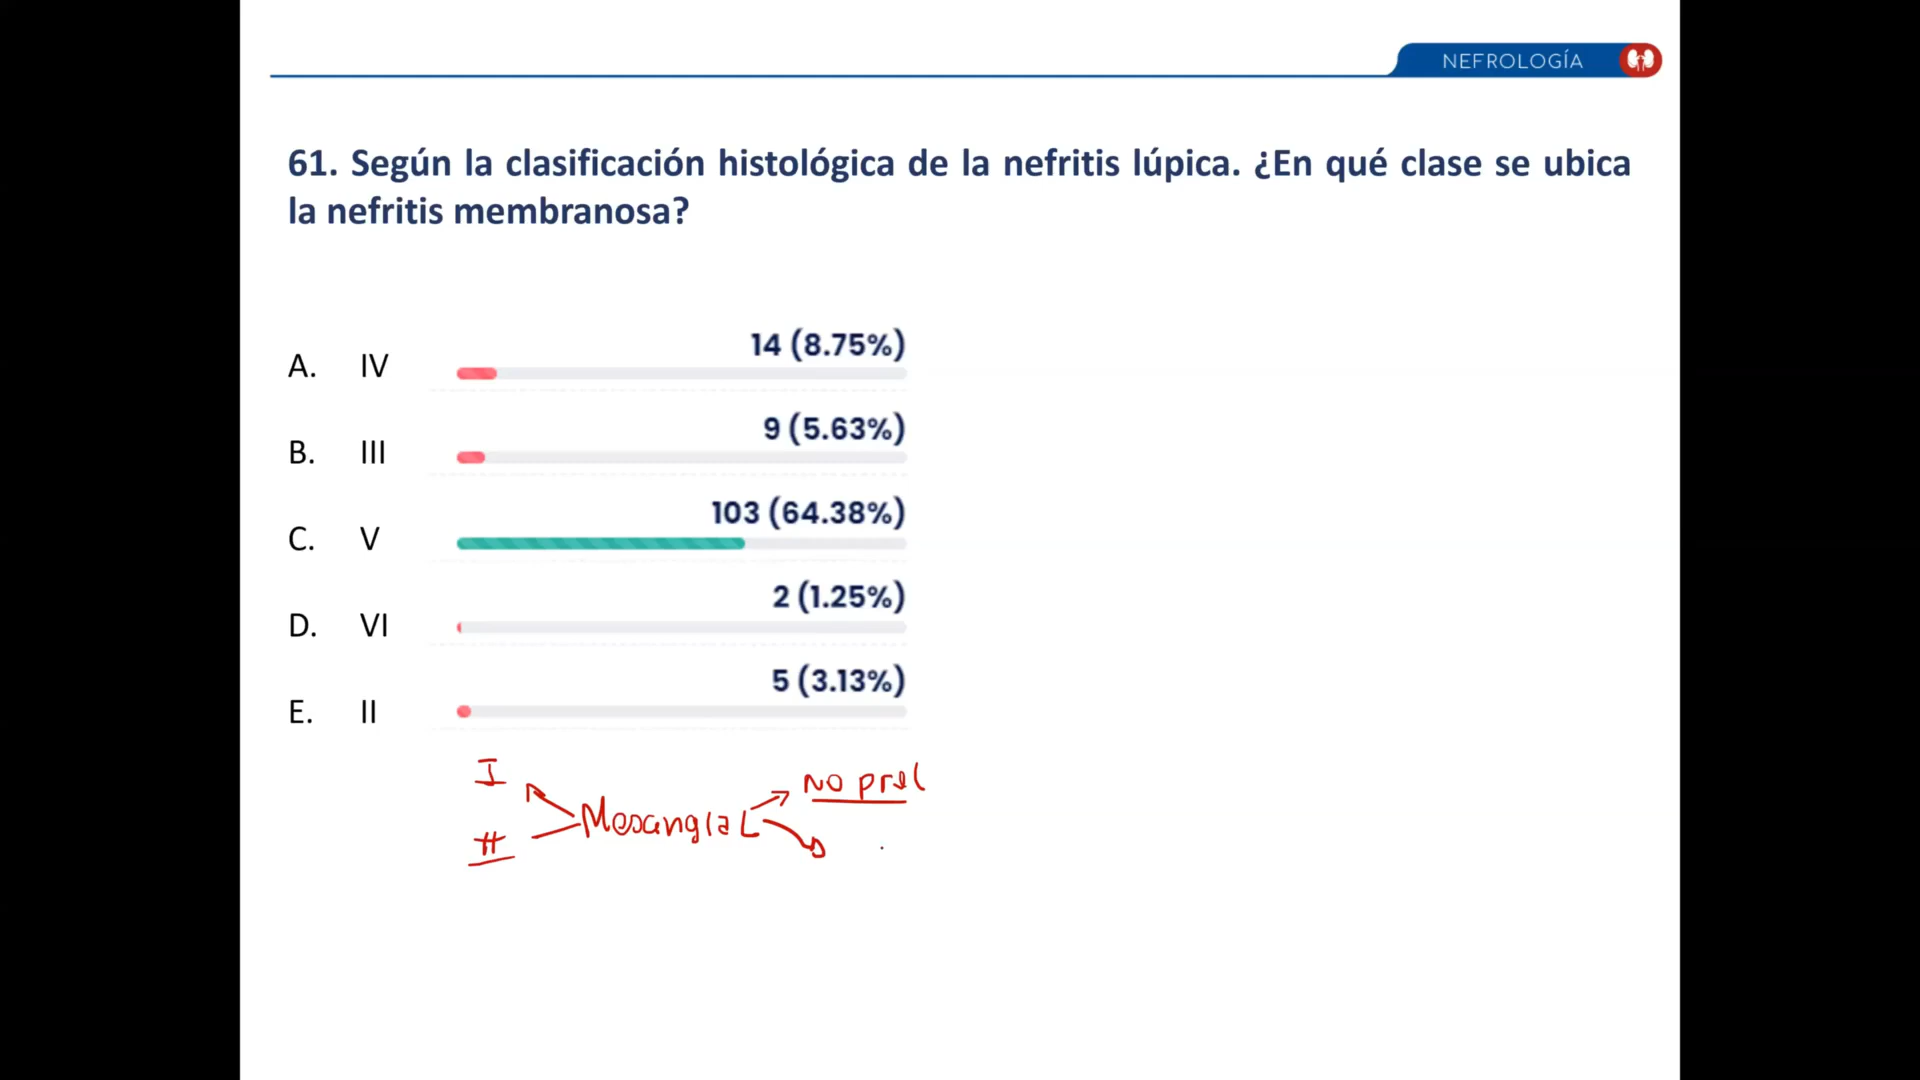 NEFROLOGÍA
61. Según la clasificación histológica de la nefritis lúpica. ¿En qué clase se ubica
la nefritis membranosa?
14 (8.75%)
A. IV
9 (5.63%)
B. III
103 (64.38%)
C. V
2 (1.25%)
D. VI
5 (3.13%)
E. II
I
II
Mesangial
NO prol